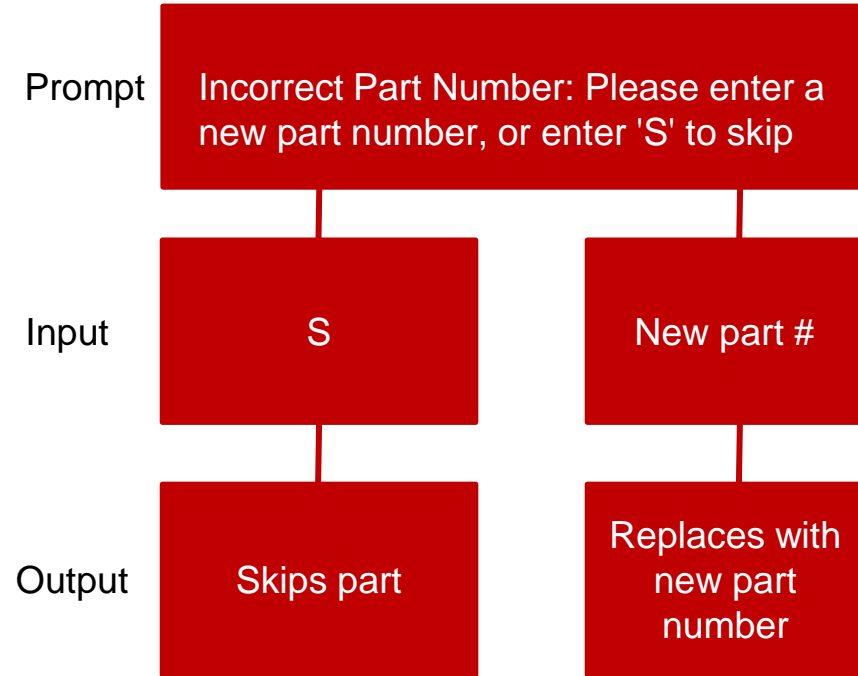 Prompt
Incorrect Part Number: Please enter a
new part number, or enter 'S' to skip
Input
S
New part #
Output
Skips part
Replaces with
new part
number